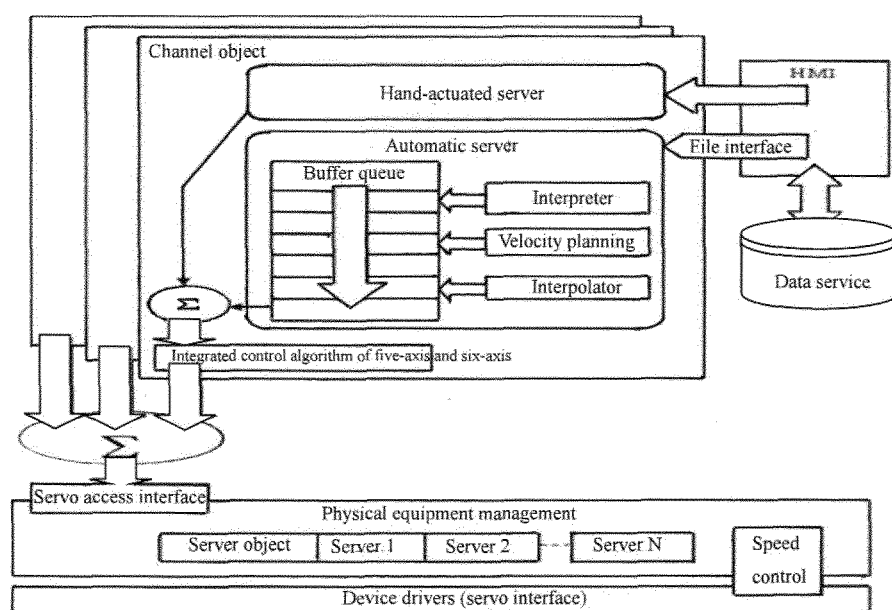 Channel object
HMI
Hand-actuated server
Automatic server
File interface
Buffer queue
Interpreter
Velocity planning
Interpolator
Data service
Σ
Integrated control algorithm of five-axis and six-axis
Σ
Servo access interface
Physical equipment management
Server object
Server 1
Server 2
Server N
Speed
control
Device drivers (servo interface)